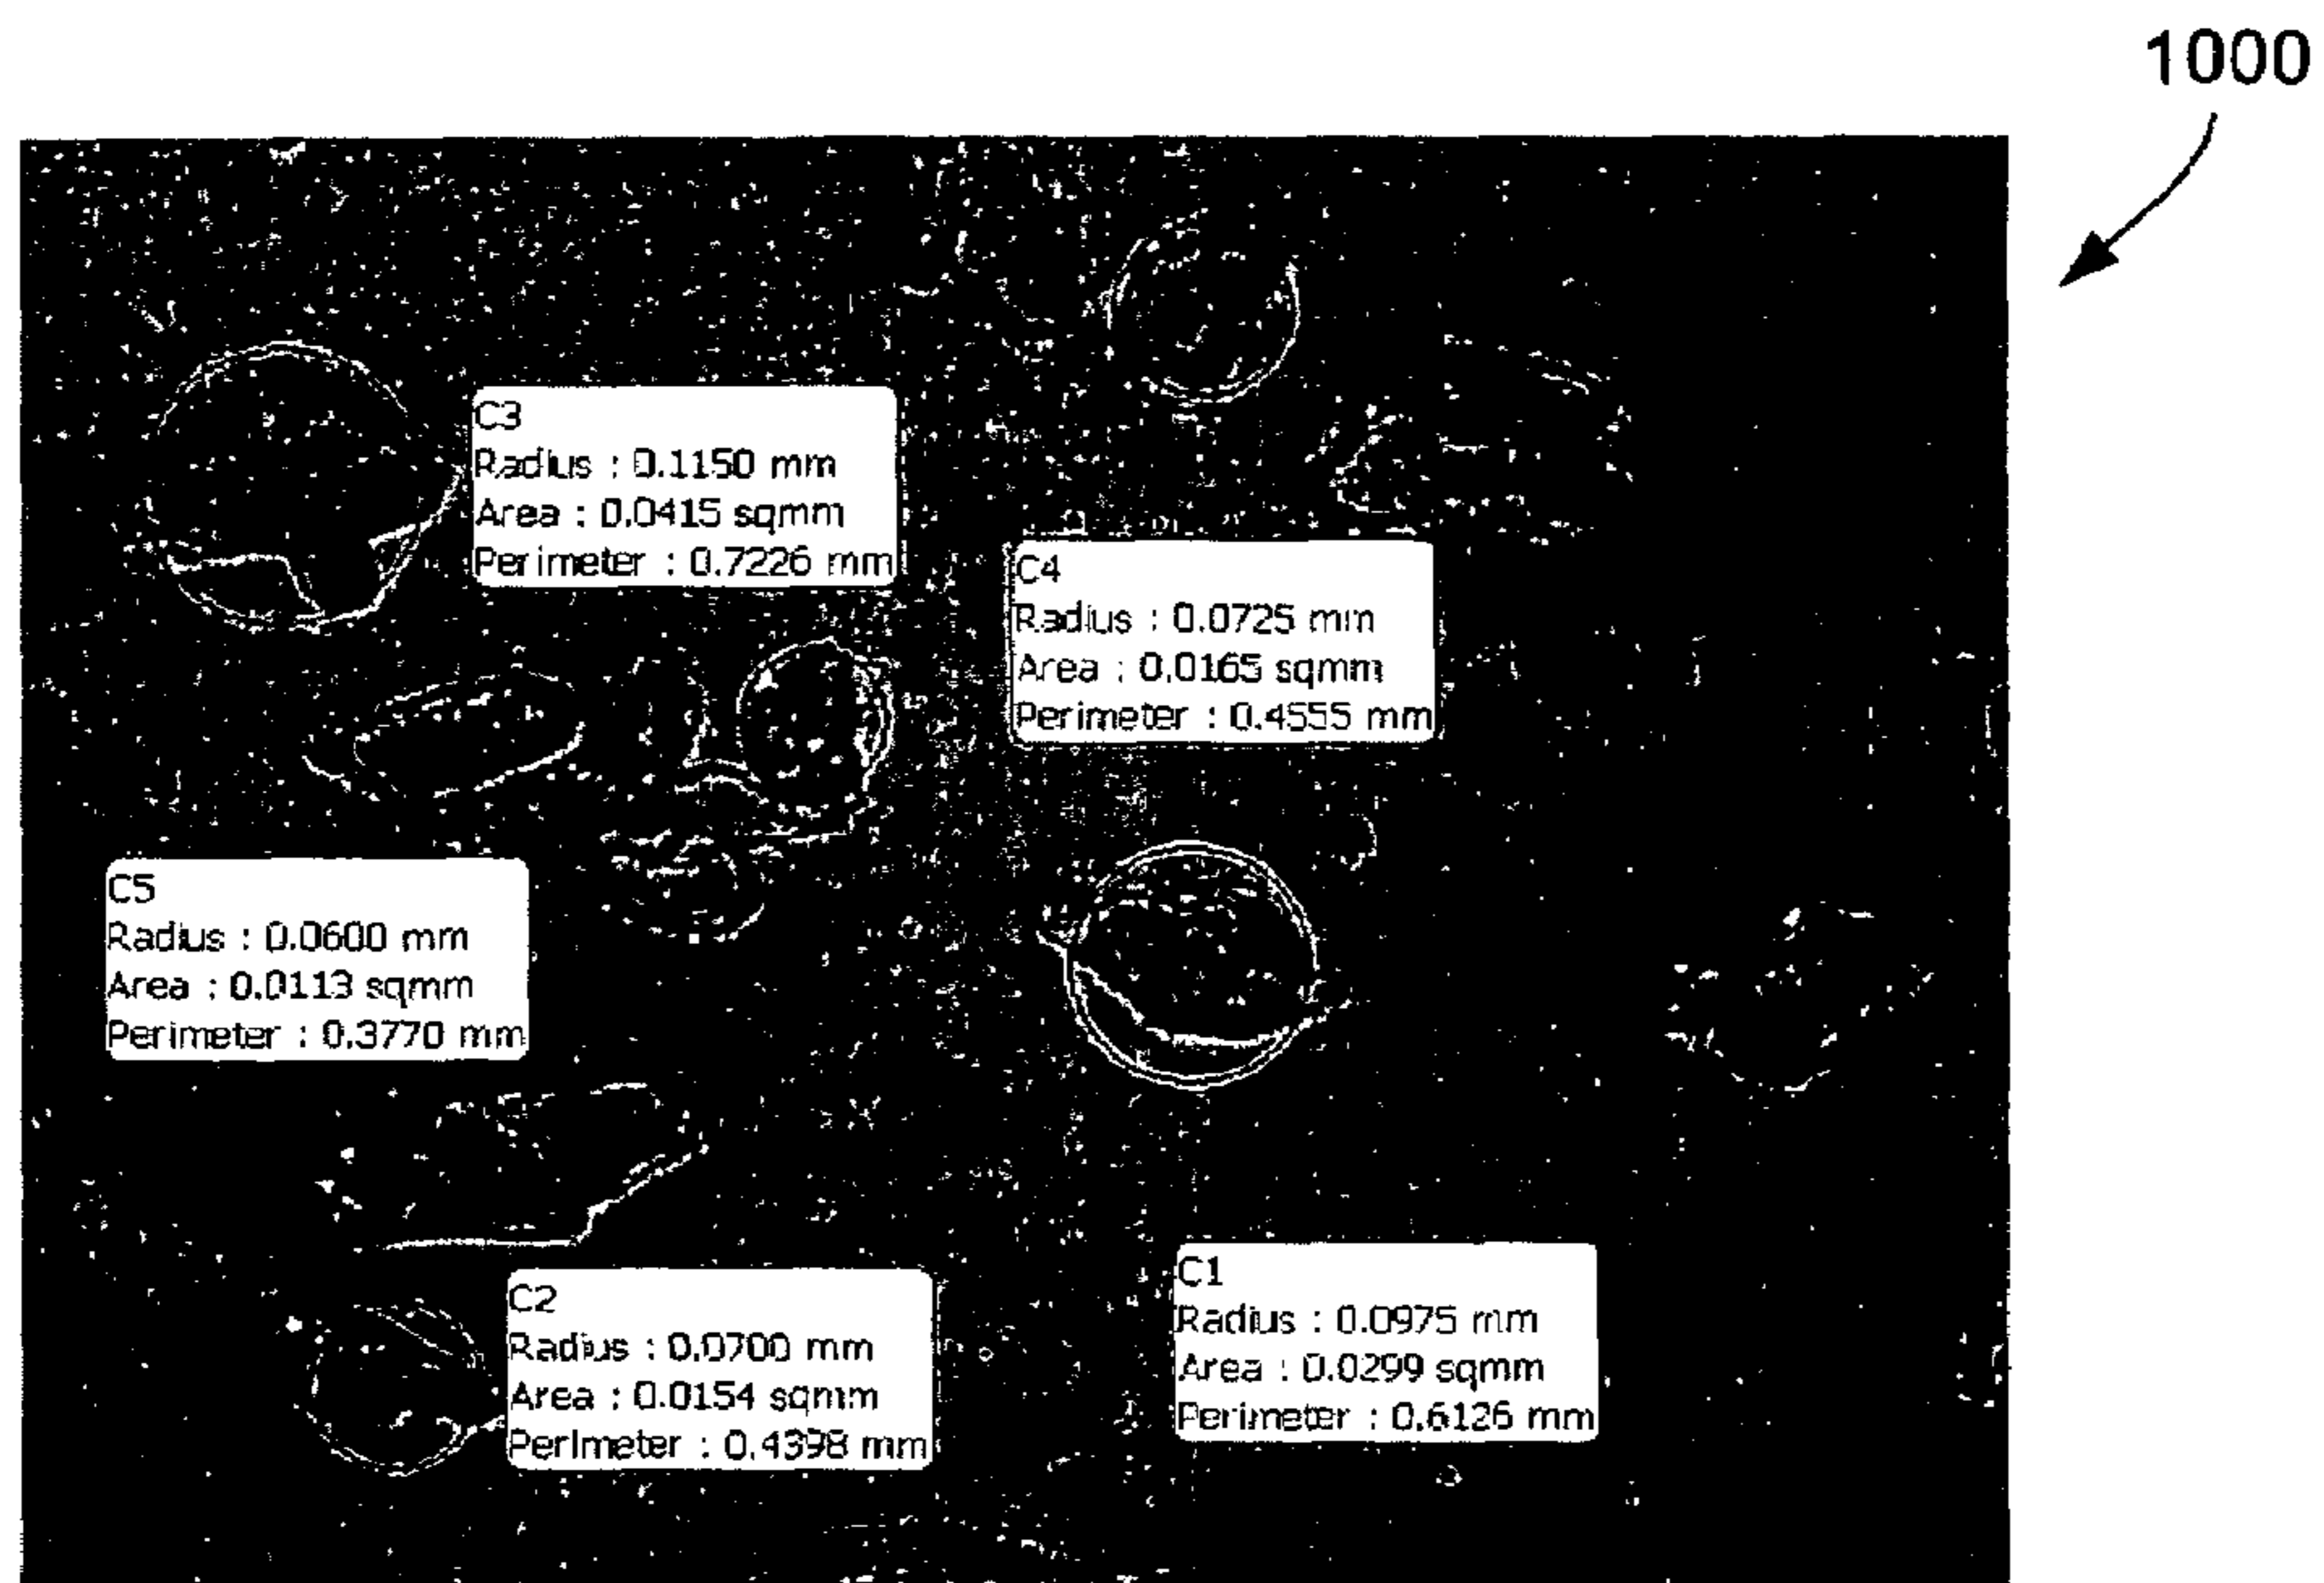 1000
C3
Radius : 0.1150 mm
Area : 0.0415 sqmm
Perimeter : 0.7226 mm
C4
Radius : 0.0725 mm
Area : 0.0165 sqmm
Perimeter : 0.4555 mm
C5
Radius : 0.0600 mm
Area : 0.0113 sqmm
Perimeter : 0.3770 mm
C2
Radius : 0.0700 mm
Area : 0.0154 sqmm
Perimeter : 0.4398 mm
C1
Radius : 0.0975 mm
Area : 0.0299 sqmm
Perimeter : 0.6126 mm